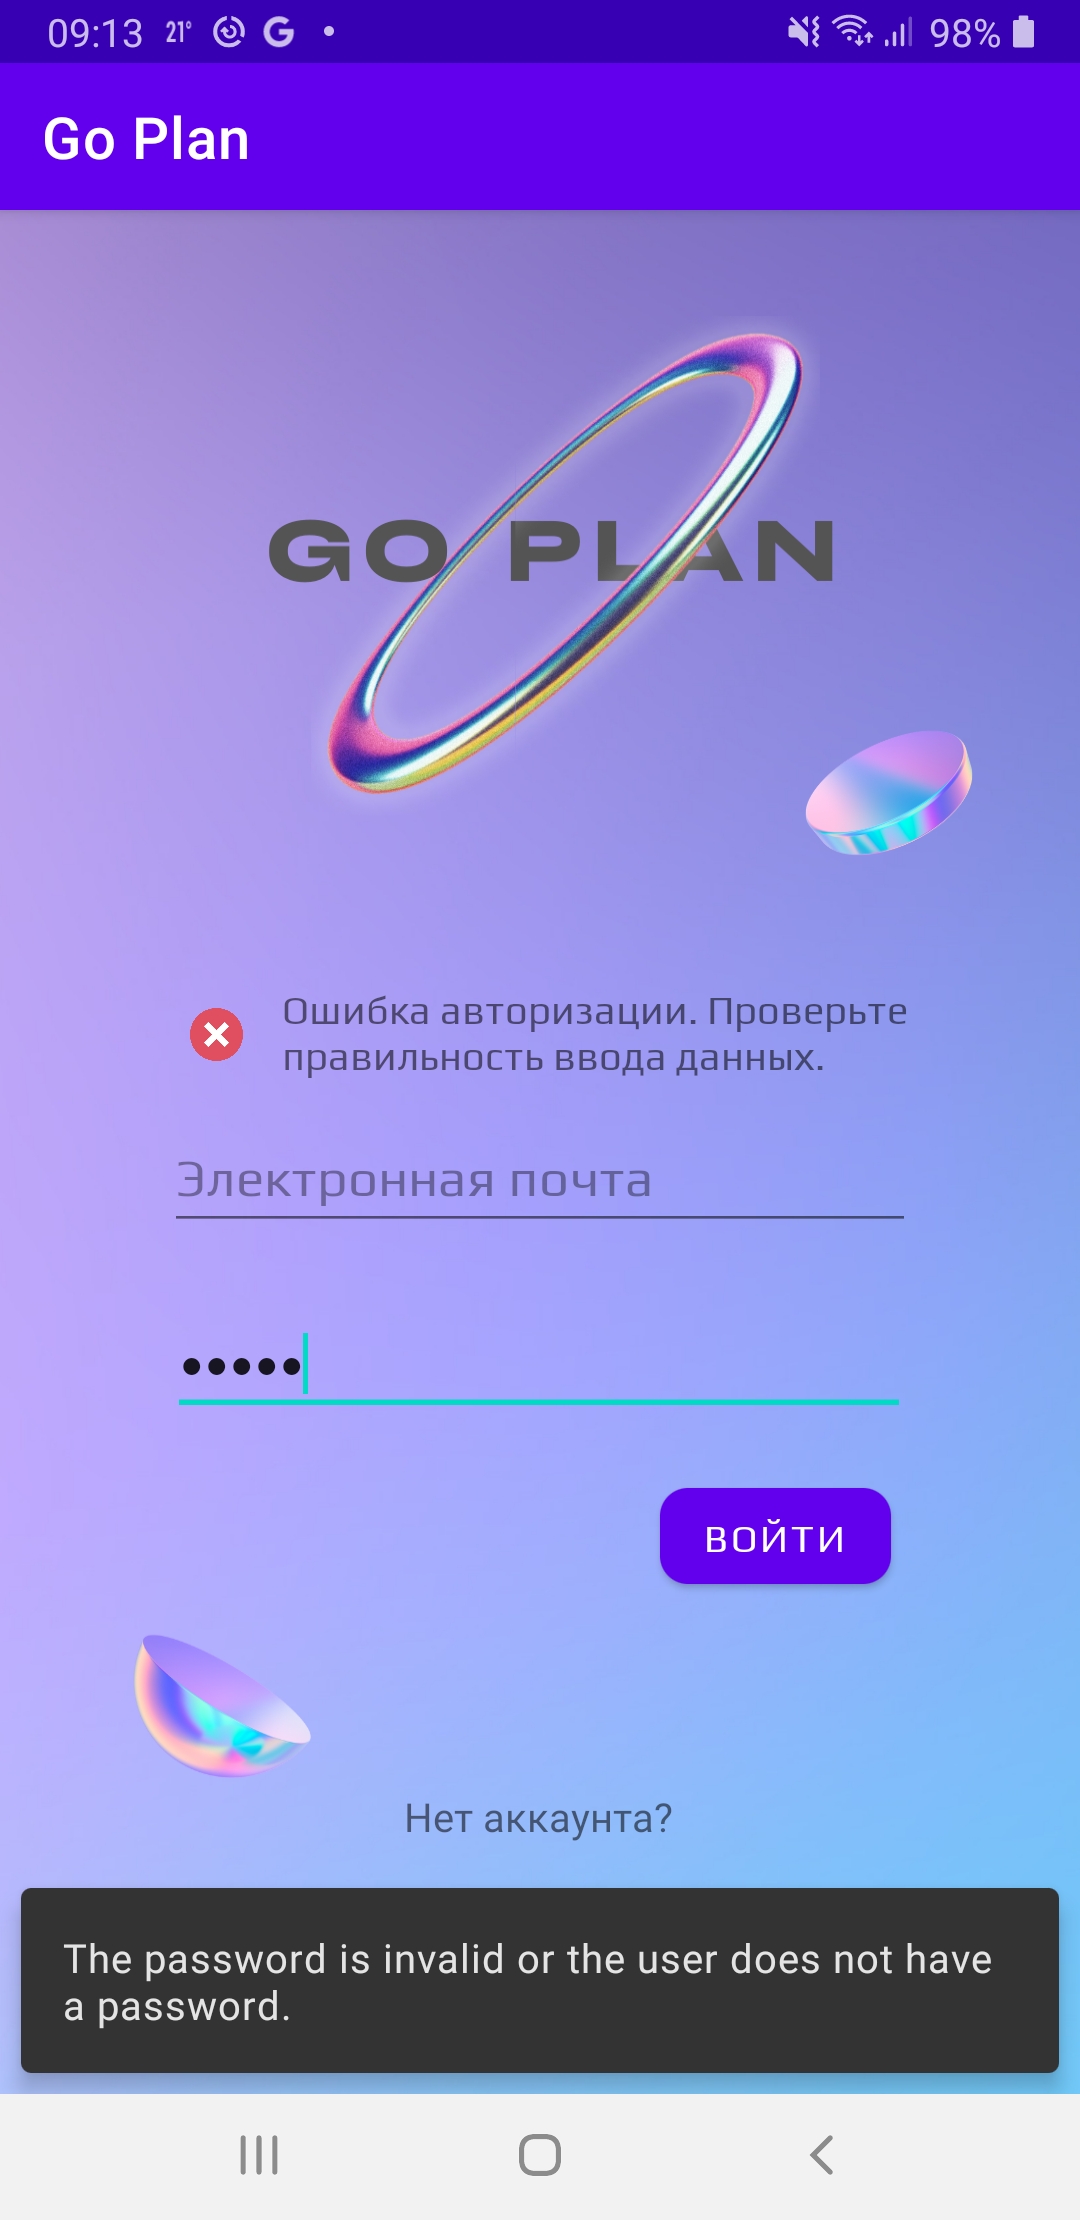 09:13 21° G 98%
Go Plan
GO PLAN
Ошибка авторизации. Проверьте
правильность ввода данных.
Электронная почта
•••••
ВОЙТИ
Нет аккаунта?
The password is invalid or the user does not have
a password.